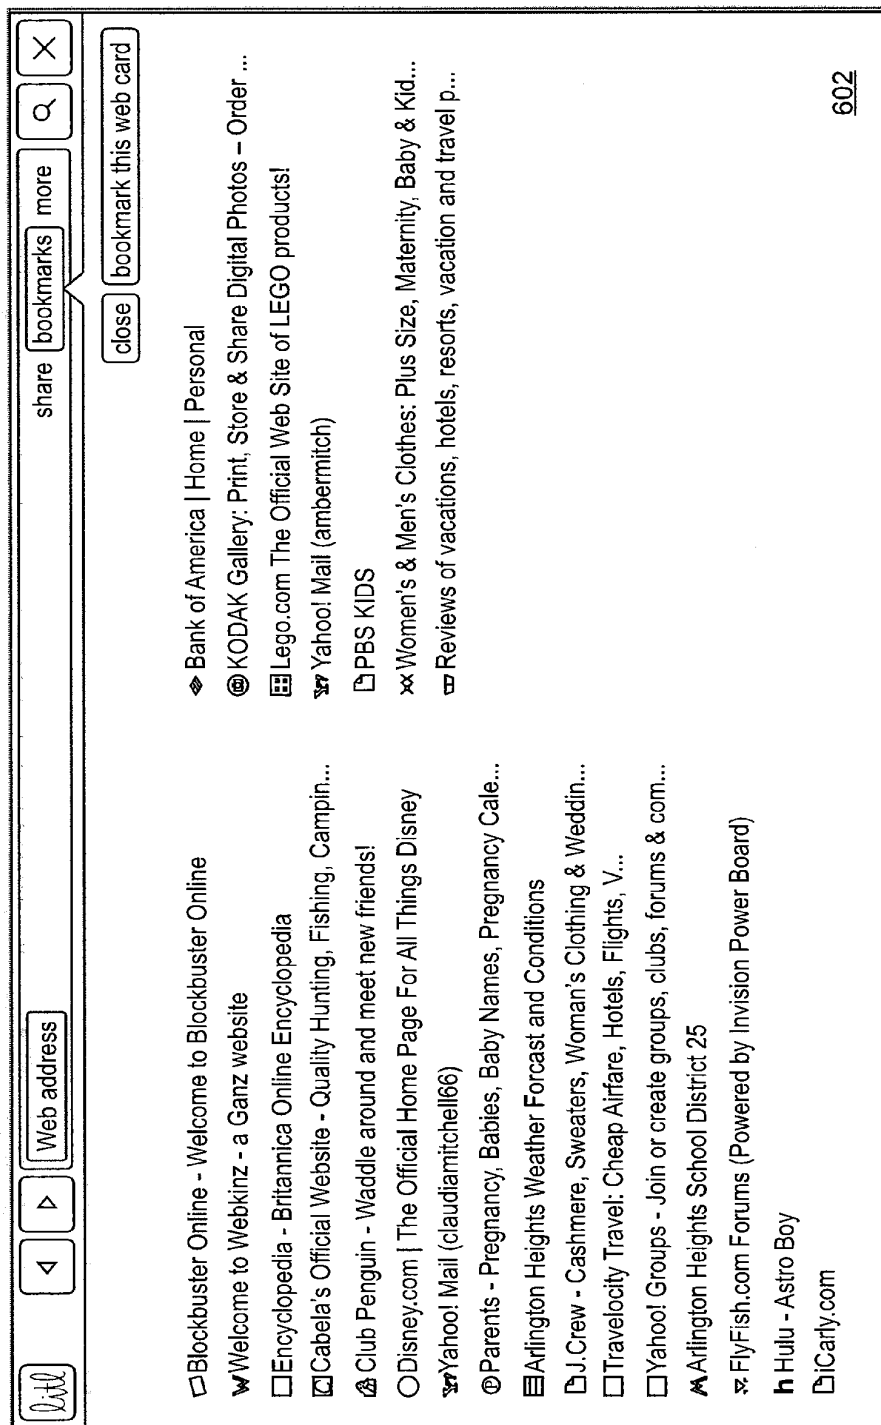 litl
Web address
share bookmarks more
close bookmark this web card
Blockbuster Online - Welcome to Blockbuster Online
Welcome to Webkinz - a Ganz website
Encyclopedia - Britannica Online Encyclopedia
Cabela's Official Website - Quality Hunting, Fishing, Campin...
Club Penguin - Waddle around and meet new friends!
Disney.com | The Official Home Page For All Things Disney
Yahoo! Mail (claudiamitchell66)
Parents - Pregnancy, Babies, Baby Names, Pregnancy Cale...
Arlington Heights Weather Forcast and Conditions
J.Crew - Cashmere, Sweaters, Woman's Clothing & Weddin...
Travelocity Travel: Cheap Airfare, Hotels, Flights, V...
Yahoo! Groups - Join or create groups, clubs, forums & com...
Arlington Heights School District 25
FlyFish.com Forums (Powered by Invision Power Board)
h Hulu - Astro Boy
iCarly.com
Bank of America | Home | Personal
KODAK Gallery: Print, Store & Share Digital Photos – Order ...
Lego.com The Official Web Site of LEGO products!
Yahoo! Mail (ambermitch)
PBS KIDS
Women's & Men's Clothes: Plus Size, Maternity, Baby & Kid...
Reviews of vacations, hotels, resorts, vacation and travel p...
602